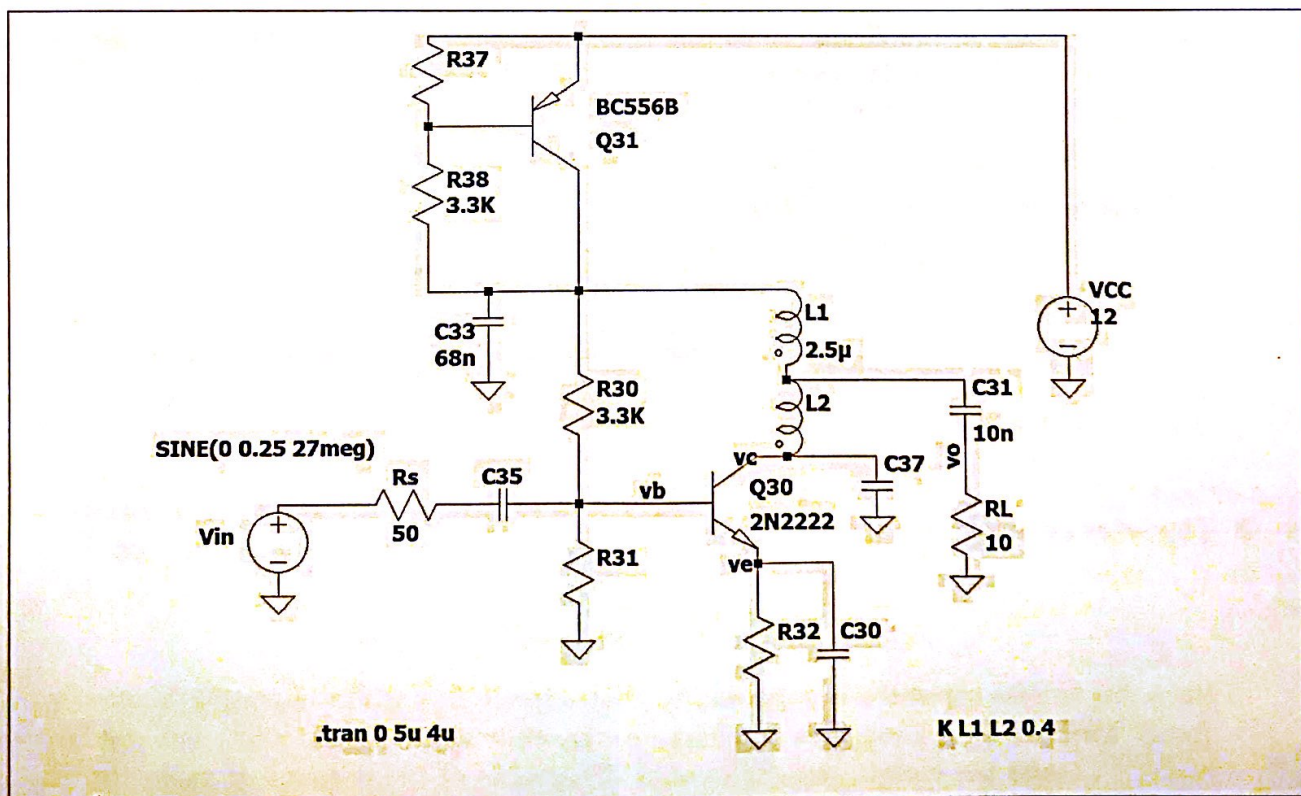 R37
BC556B
Q31
R38
3.3K
VCC
12
L1
2.5µ
C33
68n
R30
3.3K
L2
C31
10n
SINE(0 0.25 27meg)
Rs
50
C35
vb
vc
Q30
2N2222
C37
vo
RL
10
Vin
R31
ve
R32
C30
.tran 0 5u 4u
K L1 L2 0.4